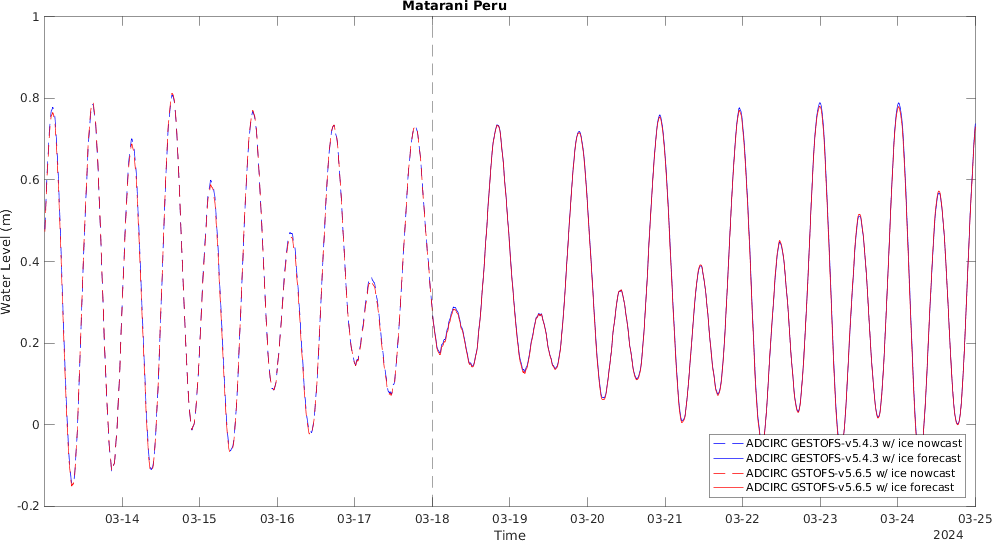 Matarani Peru
1
0.8
0.6
0.4
0.2
0
-0.2
Water Level (m)
03-14 03-15 03-16 03-17 03-18 03-19 03-20 03-21 03-22 03-23 03-24 03-25
Time
2024
ADCIRC GESTOFS-v5.4.3 w/ ice nowcast
ADCIRC GESTOFS-v5.4.3 w/ ice forecast
ADCIRC GSTOFS-v5.6.5 w/ ice nowcast
ADCIRC GSTOFS-v5.6.5 w/ ice forecast